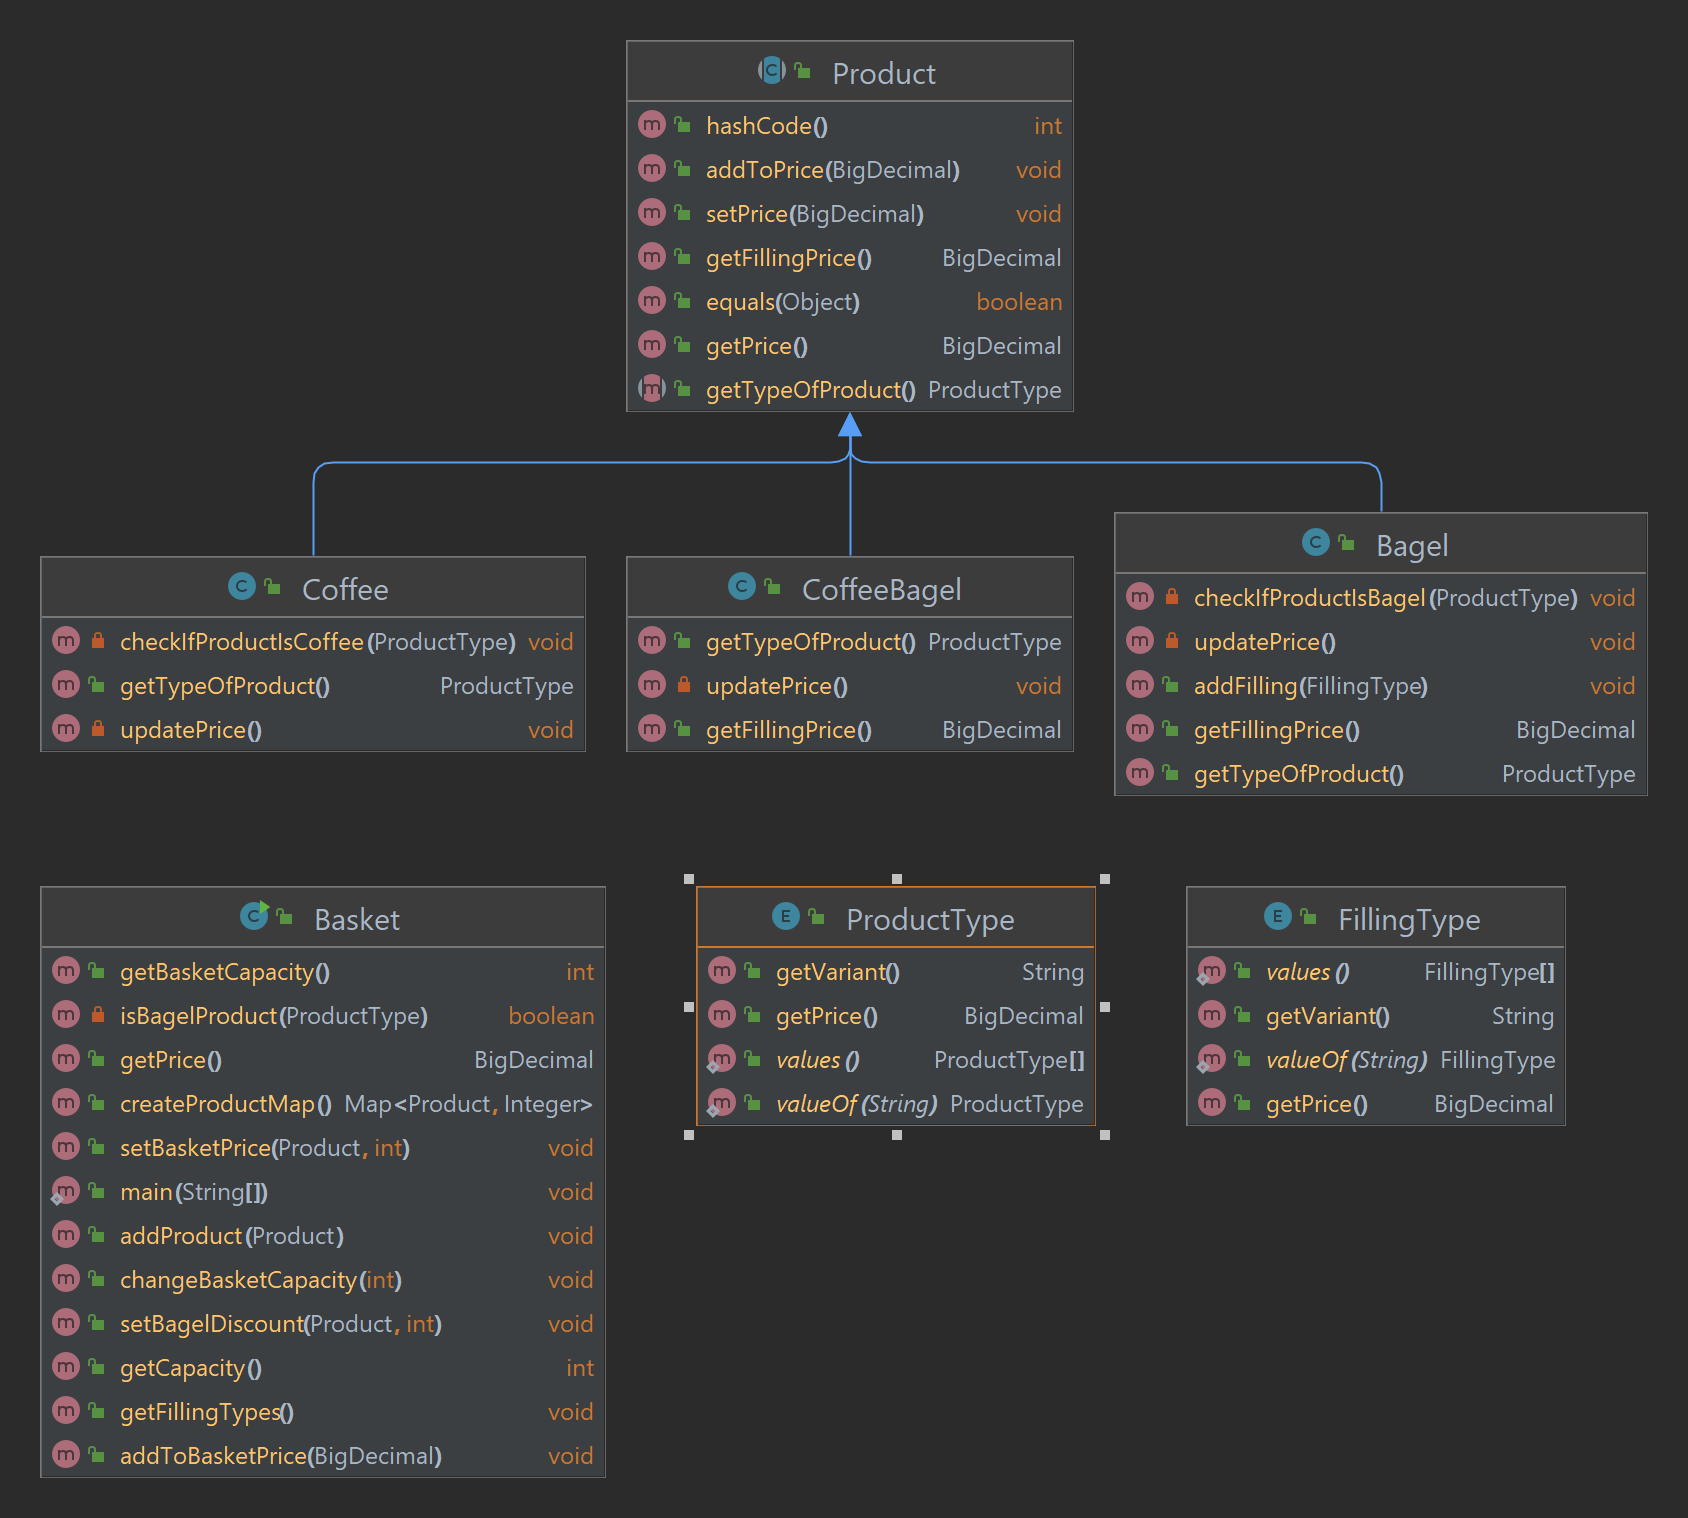 Product
hashCode() int
addToPrice(BigDecimal) void
setPrice(BigDecimal) void
getFillingPrice() BigDecimal
equals(Object) boolean
getPrice() BigDecimal
getTypeOfProduct() ProductType
Coffee
checkIfProductIsCoffee(ProductType) void
getTypeOfProduct() ProductType
updatePrice() void
CoffeeBagel
getTypeOfProduct() ProductType
updatePrice() void
getFillingPrice() BigDecimal
Bagel
checkIfProductIsBagel(ProductType) void
updatePrice() void
addFilling(FillingType) void
getFillingPrice() BigDecimal
getTypeOfProduct() ProductType
Basket
getBasketCapacity() int
isBagelProduct(ProductType) boolean
getPrice() BigDecimal
createProductMap() Map<Product, Integer>
setBasketPrice(Product, int) void
main(String[]) void
addProduct(Product) void
changeBasketCapacity(int) void
setBagelDiscount(Product, int) void
getCapacity() int
getFillingTypes() void
addToBasketPrice(BigDecimal) void
ProductType
getVariant() String
getPrice() BigDecimal
values() ProductType[]
valueOf(String) ProductType
FillingType
values() FillingType[]
getVariant() String
valueOf(String) FillingType
getPrice() BigDecimal